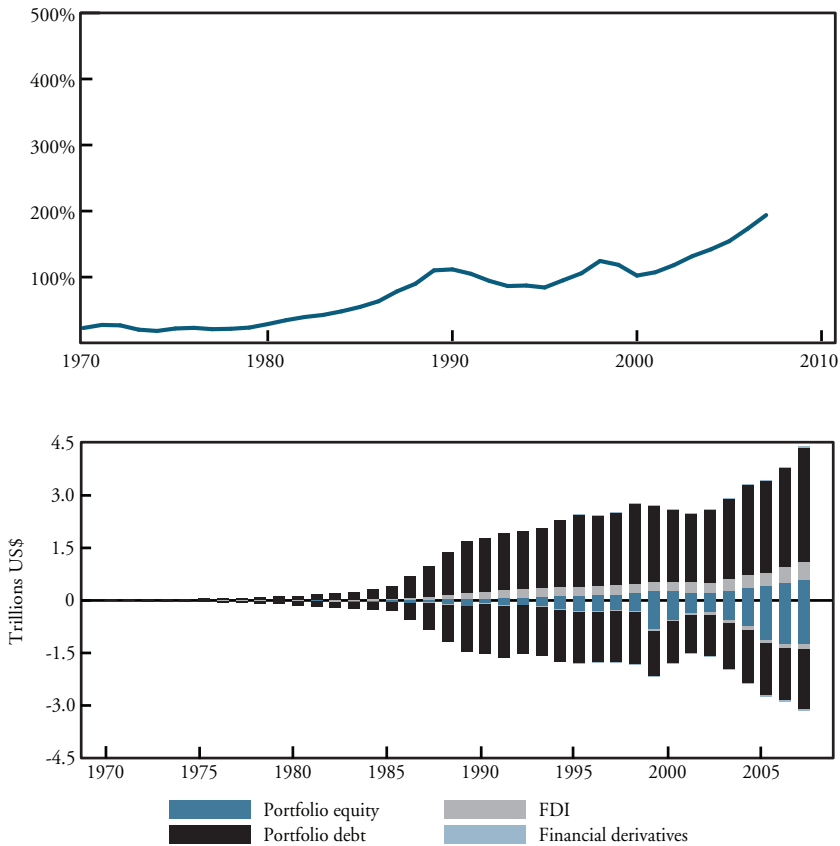 500%
400%
300%
200%
100%
1970 1980 1990 2000 2010
4.5
3.0
1.5
0
-1.5
-3.0
-4.5
Trillions US$
1970 1975 1980 1985 1990 1995 2000 2005
Portfolio equity FDI
Portfolio debt Financial derivatives